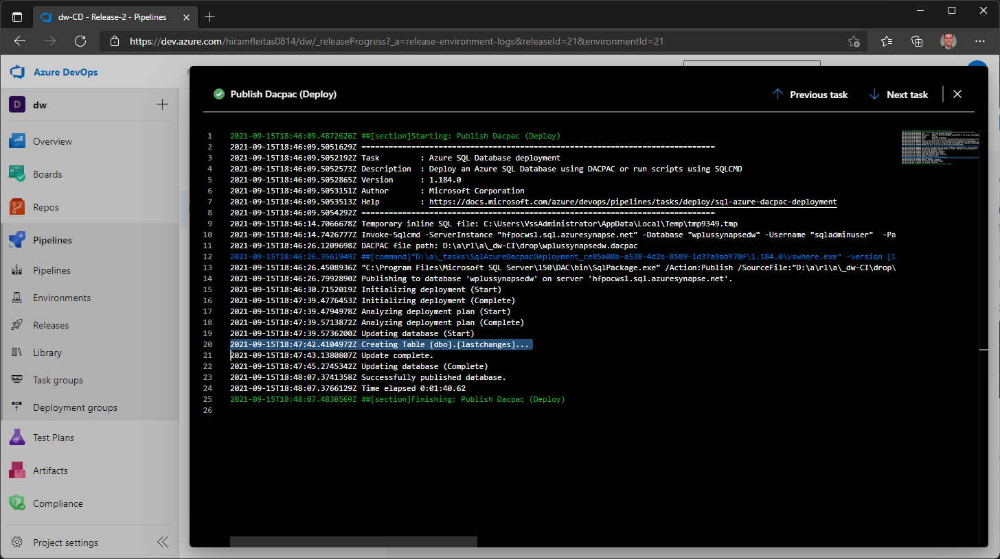 dw-CD - Release-2 - Pipelines
https://dev.azure.com/hiramfleitas0814/dw/_releaseProgress?_a=release-environment-logs&releaseId=21&environmentId=21
Azure DevOps
D dw
Overview
Boards
Repos
Pipelines
Pipelines
Environments
Releases
Library
Task groups
Deployment groups
Test Plans
Artifacts
Compliance
Project settings
Publish Dacpac (Deploy)
Previous task
Next task
1 2021-09-15T18:46:09.4872626Z ##[section]Starting: Publish Dacpac (Deploy)
2 2021-09-15T18:46:09.5051629Z ==============================================================================
3 2021-09-15T18:46:09.5052192Z Task         : Azure SQL Database deployment
4 2021-09-15T18:46:09.5052573Z Description  : Deploy an Azure SQL Database using DACPAC or run scripts using SQLCMD
5 2021-09-15T18:46:09.5052865Z Version      : 1.184.0
6 2021-09-15T18:46:09.5053151Z Author       : Microsoft Corporation
7 2021-09-15T18:46:09.5053513Z Help         : https://docs.microsoft.com/azure/devops/pipelines/tasks/deploy/sql-azure-dacpac-deployment
8 2021-09-15T18:46:09.5054292Z ==============================================================================
9 2021-09-15T18:46:14.7066678Z Temporary inline SQL file: C:\Users\VssAdministrator\AppData\Local\Temp\tmp9349.tmp
10 2021-09-15T18:46:14.7426777Z Invoke-Sqlcmd -ServerInstance "hfpocws1.sql.azuresynapse.net" -Database "wplussynapsedw" -Username "sqladminuser"  -Pa
11 2021-09-15T18:46:26.1209698Z DACPAC file path: D:\a\r1\a\_dw-CI\drop\wplussynapsedw.dacpac
12 2021-09-15T18:46:26.3561949Z ##[command]"D:\a\_tasks\SqlAzureDacpacDeployment_ce85a08b-a538-4d2b-8589-1d37a9ab970f\1.184.0\vswhere.exe" -version [1
13 2021-09-15T18:46:26.4508936Z "C:\Program Files\Microsoft SQL Server\150\DAC\bin\SqlPackage.exe" /Action:Publish /SourceFile:"D:\a\r1\a\_dw-CI\drop\
14 2021-09-15T18:46:26.7992890Z Publishing to database 'wplussynapsedw' on server 'hfpocws1.sql.azuresynapse.net'.
15 2021-09-15T18:46:30.7152019Z Initializing deployment (Start)
16 2021-09-15T18:47:39.4776453Z Initializing deployment (Complete)
17 2021-09-15T18:47:39.4794978Z Analyzing deployment plan (Start)
18 2021-09-15T18:47:39.5713872Z Analyzing deployment plan (Complete)
19 2021-09-15T18:47:39.5736200Z Updating database (Start)
20 2021-09-15T18:47:42.4104972Z Creating Table [dbo].[lastchanges]...
21 2021-09-15T18:47:43.1380807Z Update complete.
22 2021-09-15T18:47:45.2745342Z Updating database (Complete)
23 2021-09-15T18:48:07.3741358Z Successfully published database.
24 2021-09-15T18:48:07.3766129Z Time elapsed 0:01:40.62
25 2021-09-15T18:48:07.4838569Z ##[section]Finishing: Publish Dacpac (Deploy)
26